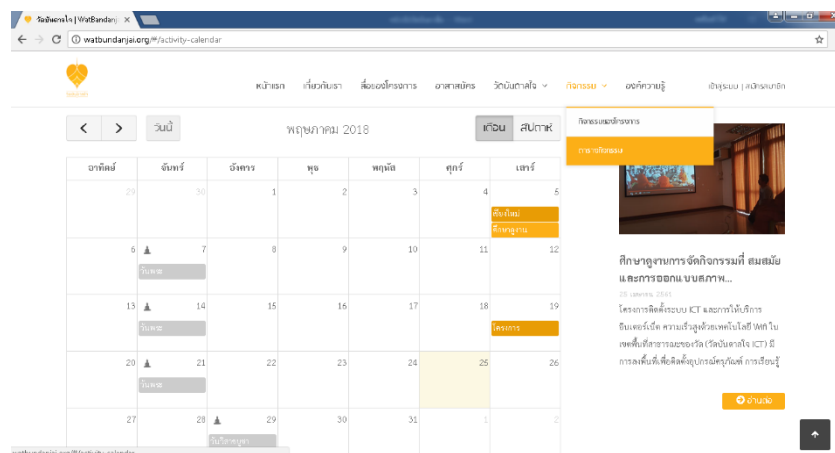 วัดบันดาลใจ | WatBandanj
watbundanjai.org/#/activity-calendar
หน้าแรก เกี่ยวกับเรา สื่อของโครงการ อาสาสมัคร วัดบันดาลใจ กิจกรรม องค์ความรู้ เข้าสู่ระบบ | สมัครสมาชิก
กิจกรรมของโครงการ
ตารางกิจกรรม
วันนี้ พฤษภาคม 2018 เดือน สัปดาห์
อาทิตย์ จันทร์ อังคาร พุธ พฤหัส ศุกร์ เสาร์
29 30 1 2 3 4 5
เชียงใหม่
ศึกษาดูงาน
6 7 8 9 10 11 12
วันพระ
13 14 15 16 17 18 19
วันพระ โครงการ
20 21 22 23 24 25 26
วันพระ
27 28 29 30 31 1 2
วันวิสาขบูชา
ศึกษาดูงานการจัดกิจกรรมที่ สมสมัย
และการออกแบบสภาพ...
25 เมษายน 2561
โครงการติดตั้งระบบ ICT และการให้บริการ
อินเตอร์เน็ต ความเร็วสูงด้วยเทคโนโลยี Wifi ใน
เขตพื้นที่สาธารณะของวัด (วัดบันดาลใจ ICT) มี
การลงพื้นที่เพื่อติดตั้งอุปกรณ์ครุภัณฑ์ การเรียนรู้
อ่านต่อ
watbundanjai.org/#/activity-calendar